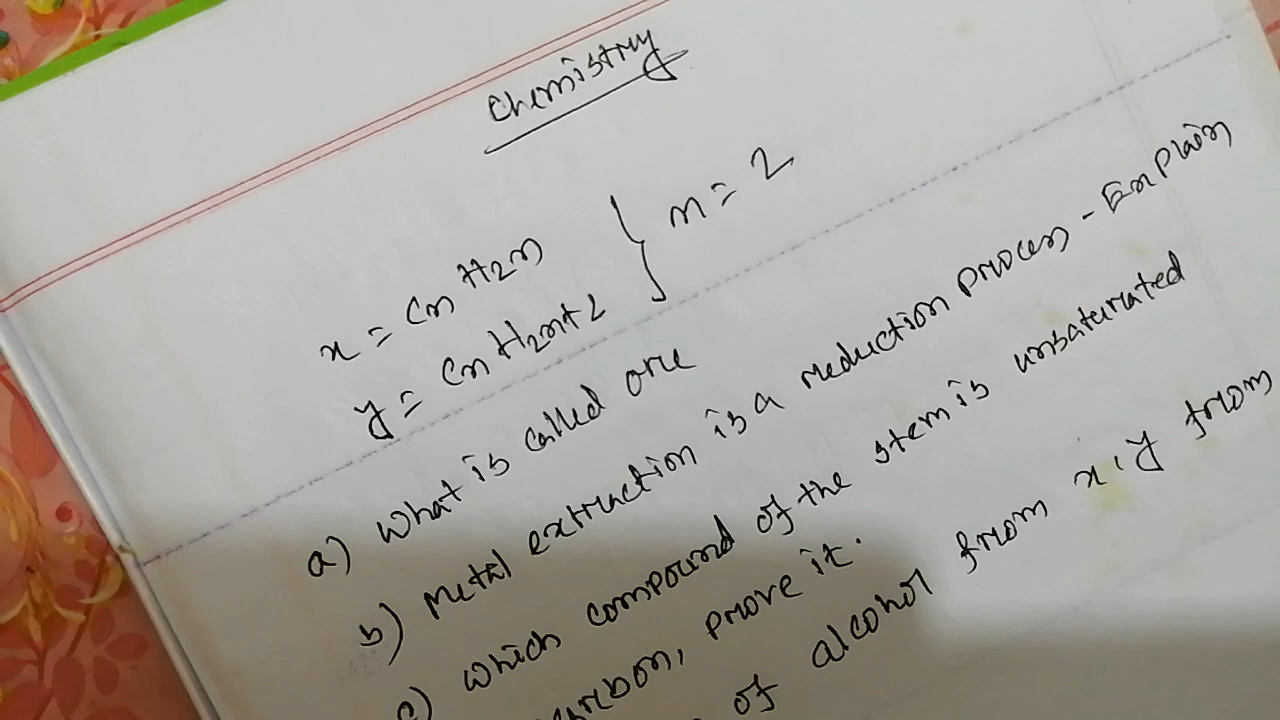 Chemistry
x = CnH2n
y = CnH2n+2 } n = 2
a) What is called ore
b) Metal extraction is a reduction process - Explain
c) Which compound of the stem is unsaturated
carbon, prove it.
of alcohol from x, y from